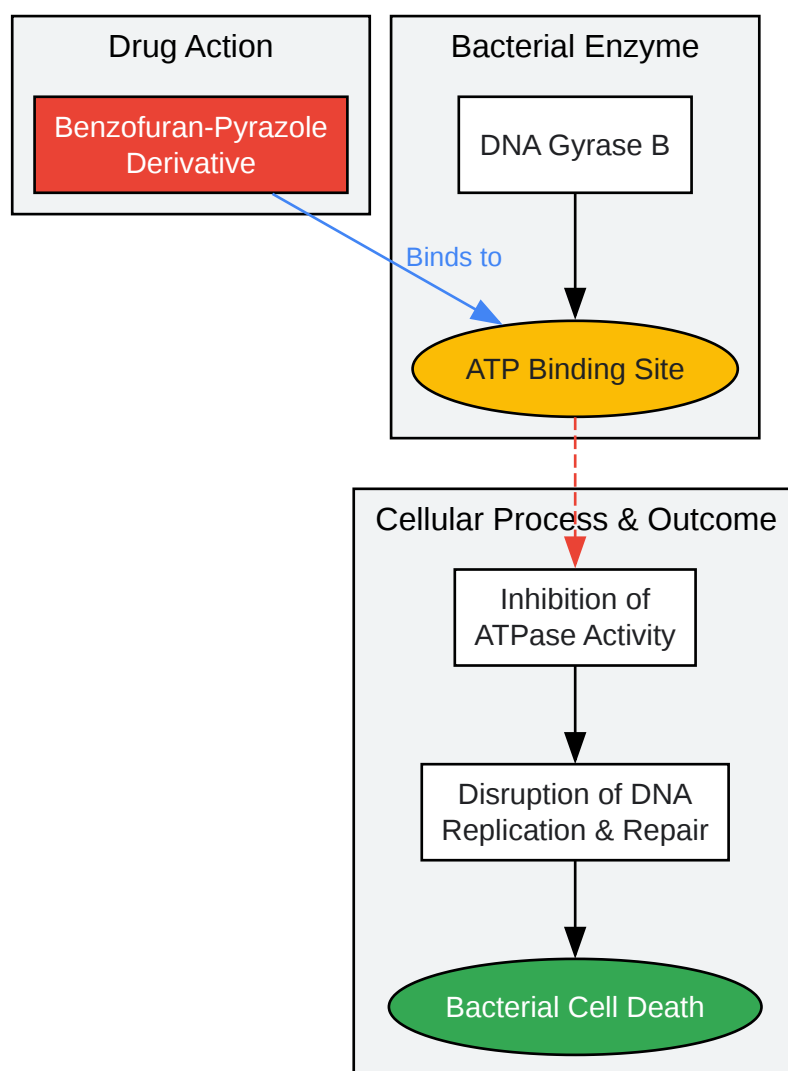 Drug Action
Benzofuran-Pyrazole
Derivative
Bacterial Enzyme
DNA Gyrase B
Binds to
ATP Binding Site
Cellular Process & Outcome
Inhibition of
ATPase Activity
Disruption of DNA
Replication & Repair
Bacterial Cell Death